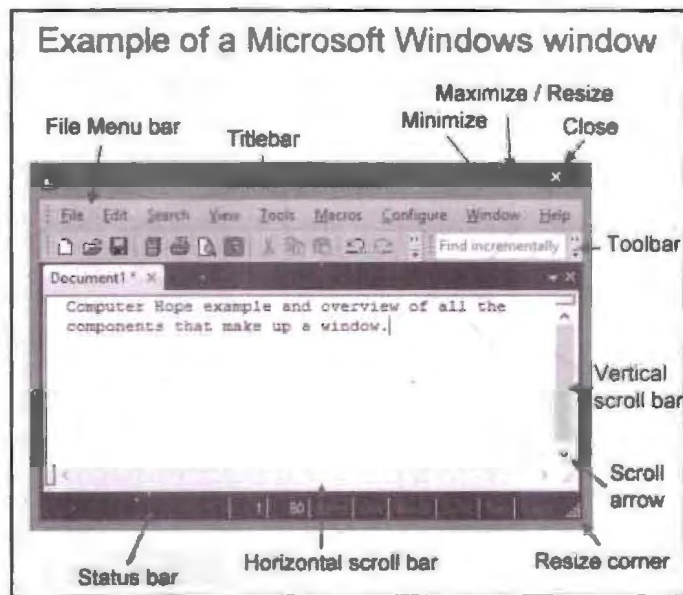 Example of a Microsoft Windows window
Maximize / Resize
File Menu bar
Minimize
Titlebar
Close
File Edit Search View Tools Macros Configure Window Help
Find incrementally
Toolbar
Document1 *
Computer Hope example and overview of all the
components that make up a window.
Vertical
scroll bar
Scroll
arrow
1 80
Status bar
Horizontal scroll bar
Resize corner